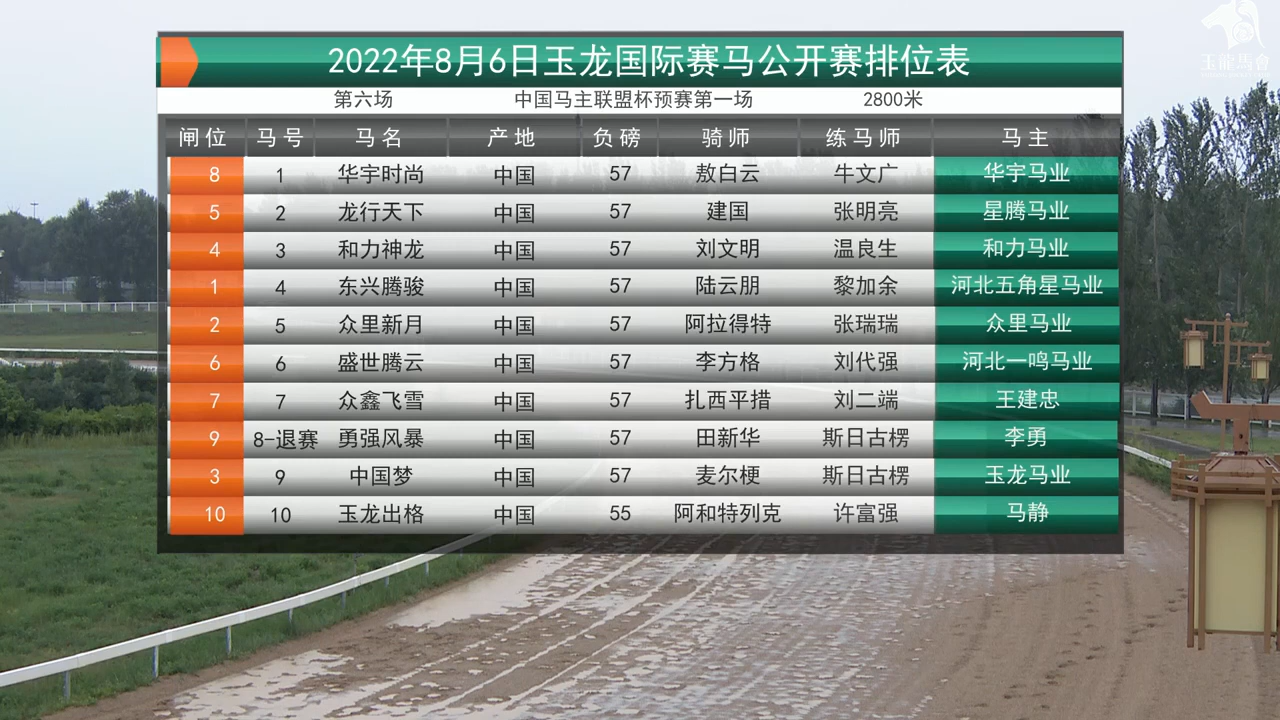 玉龍馬會
2022年8月6日玉龙国际赛马公开赛排位表
第六场 中国马主联盟杯预赛第一场 2800米
闸位 马号 马名 产地 负磅 骑师 练马师 马主
8 1 华宇时尚 中国 57 敖白云 牛文广 华宇马业
5 2 龙行天下 中国 57 建国 张明亮 星腾马业
4 3 和力神龙 中国 57 刘文明 温良生 和力马业
1 4 东兴腾骏 中国 57 陆云朋 黎加余 河北五角星马业
2 5 众里新月 中国 57 阿拉得特 张瑞瑞 众里马业
6 6 盛世腾云 中国 57 李方格 刘代强 河北一鸣马业
7 7 众鑫飞雪 中国 57 扎西平措 刘二端 王建忠
9 8-退赛 勇强风暴 中国 57 田新华 斯日古楞 李勇
3 9 中国梦 中国 57 麦尔梗 斯日古楞 玉龙马业
10 10 玉龙出格 中国 55 阿和特列克 许富强 马静